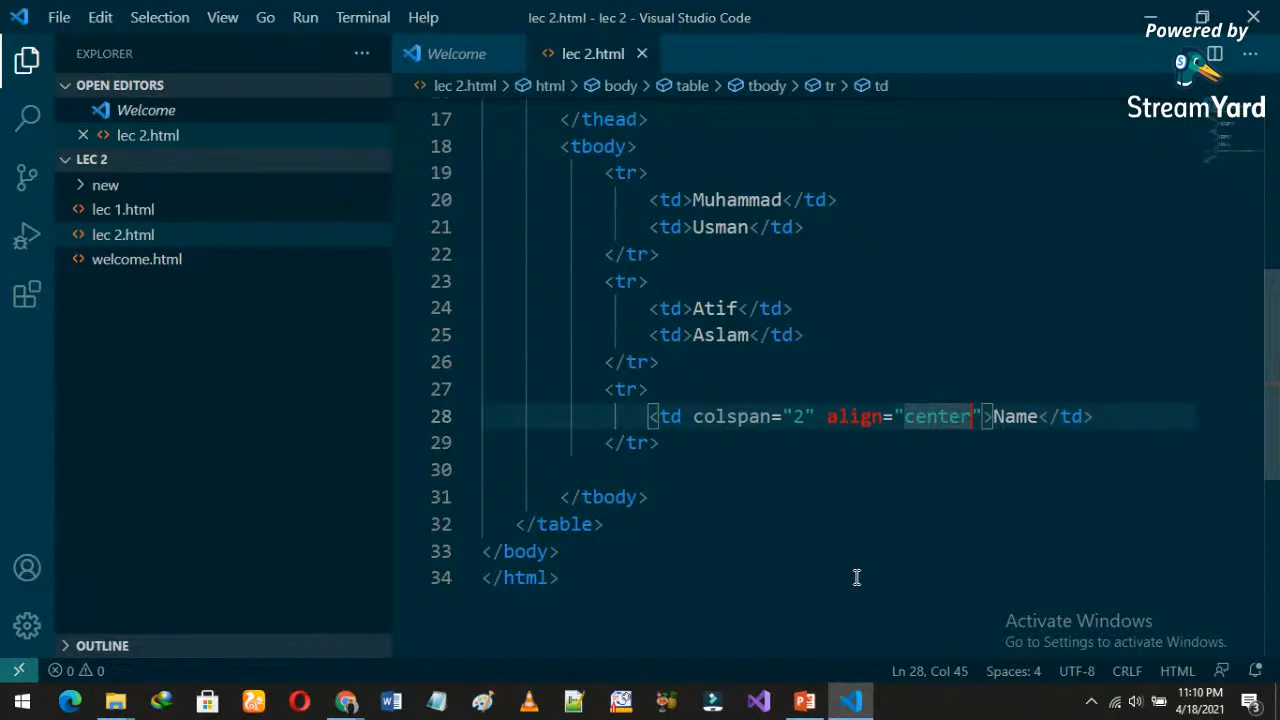 File Edit Selection View Go Run Terminal Help
lec 2.html - lec 2 - Visual Studio Code
Powered by
StreamYard
EXPLORER
OPEN EDITORS
Welcome
lec 2.html
LEC 2
new
lec 1.html
lec 2.html
welcome.html
OUTLINE
Welcome
lec 2.html
lec 2.html > html > body > table > tbody > tr > td
17 </thead>
18 <tbody>
19 <tr>
20 <td>Muhammad</td>
21 <td>Usman</td>
22 </tr>
23 <tr>
24 <td>Atif</td>
25 <td>Aslam</td>
26 </tr>
27 <tr>
28 <td colspan="2" align="center">Name</td>
29 </tr>
30
31 </tbody>
32 </table>
33 </body>
34 </html>
Activate Windows
Go to Settings to activate Windows.
0 0
Ln 28, Col 45 Spaces: 4 UTF-8 CRLF HTML
11:10 PM
4/18/2021
3